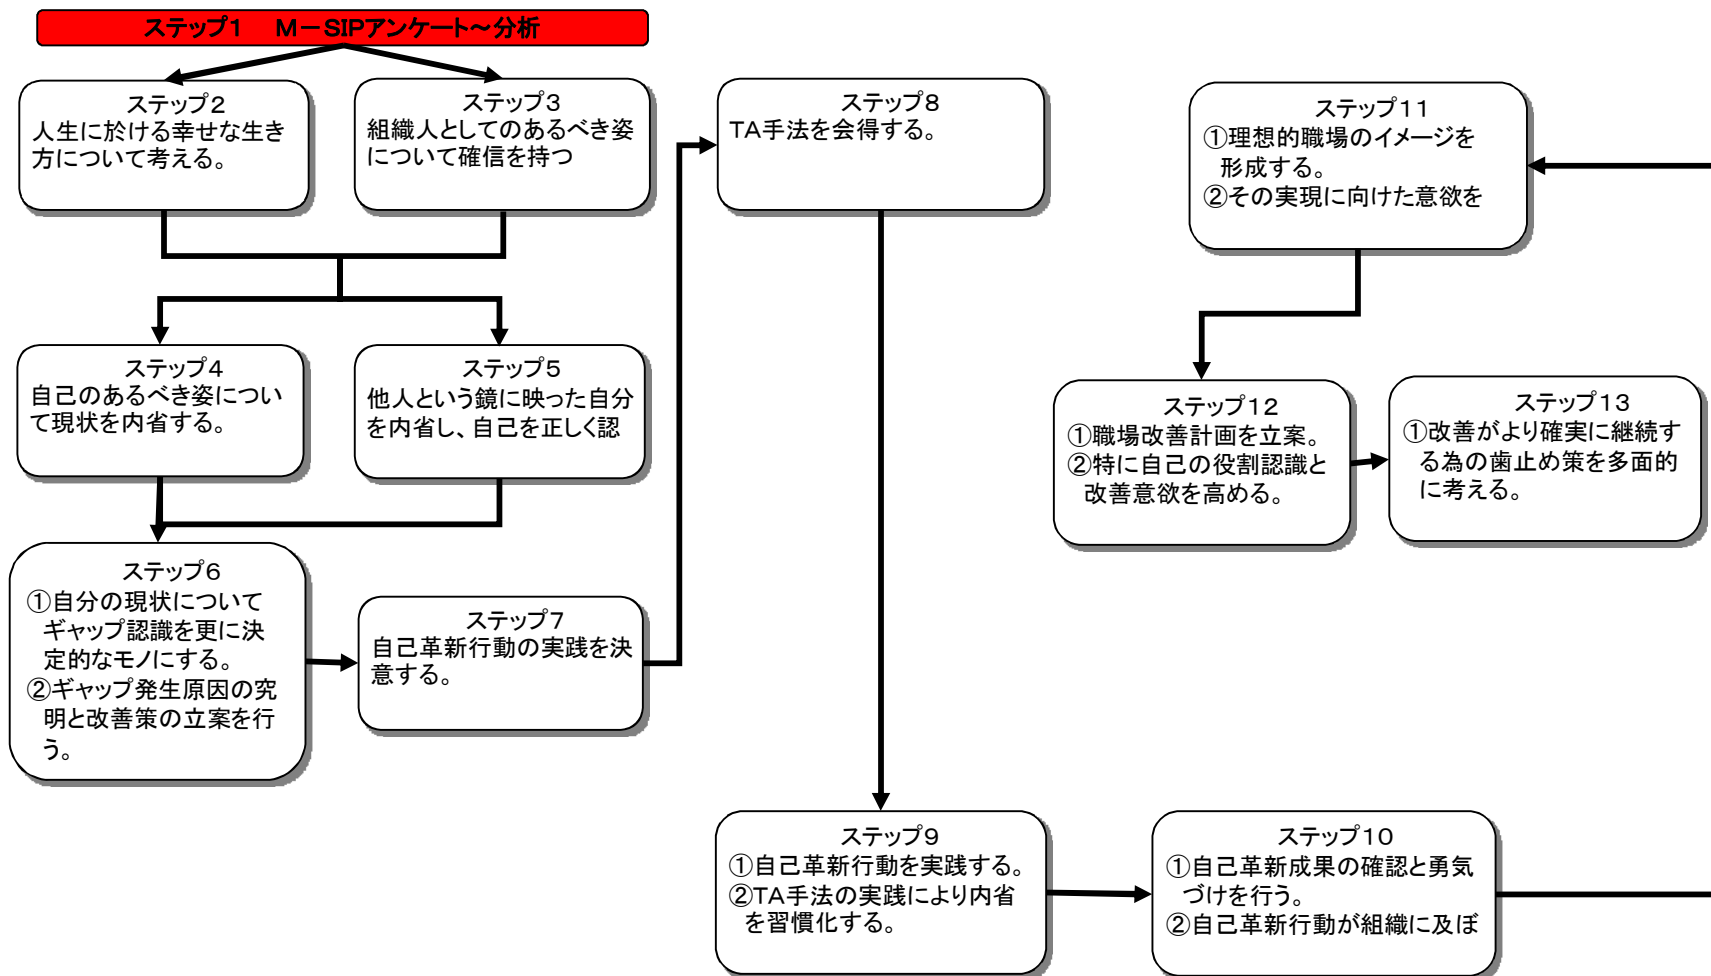 ステップ1　M－SIPアンケート～分析
ステップ2
人生に於ける幸せな生き
方について考える。
ステップ3
組織人としてのあるべき姿
について確信を持つ
ステップ4
自己のあるべき姿につい
て現状を内省する。
ステップ5
他人という鏡に映った自分
を内省し、自己を正しく認
ステップ6
①自分の現状について
ギャップ認識を更に決
定的なモノにする。
②ギャップ発生原因の究
明と改善策の立案を行
う。
ステップ7
自己革新行動の実践を決
意する。
ステップ8
TA手法を会得する。
ステップ9
①自己革新行動を実践する。
②TA手法の実践により内省
を習慣化する。
ステップ10
①自己革新成果の確認と勇気
づけを行う。
②自己革新行動が組織に及ぼ
ステップ11
①理想的職場のイメージを
形成する。
②その実現に向けた意欲を
ステップ12
①職場改善計画を立案。
②特に自己の役割認識と
改善意欲を高める。
ステップ13
①改善がより確実に継続す
る為の歯止め策を多面的
に考える。